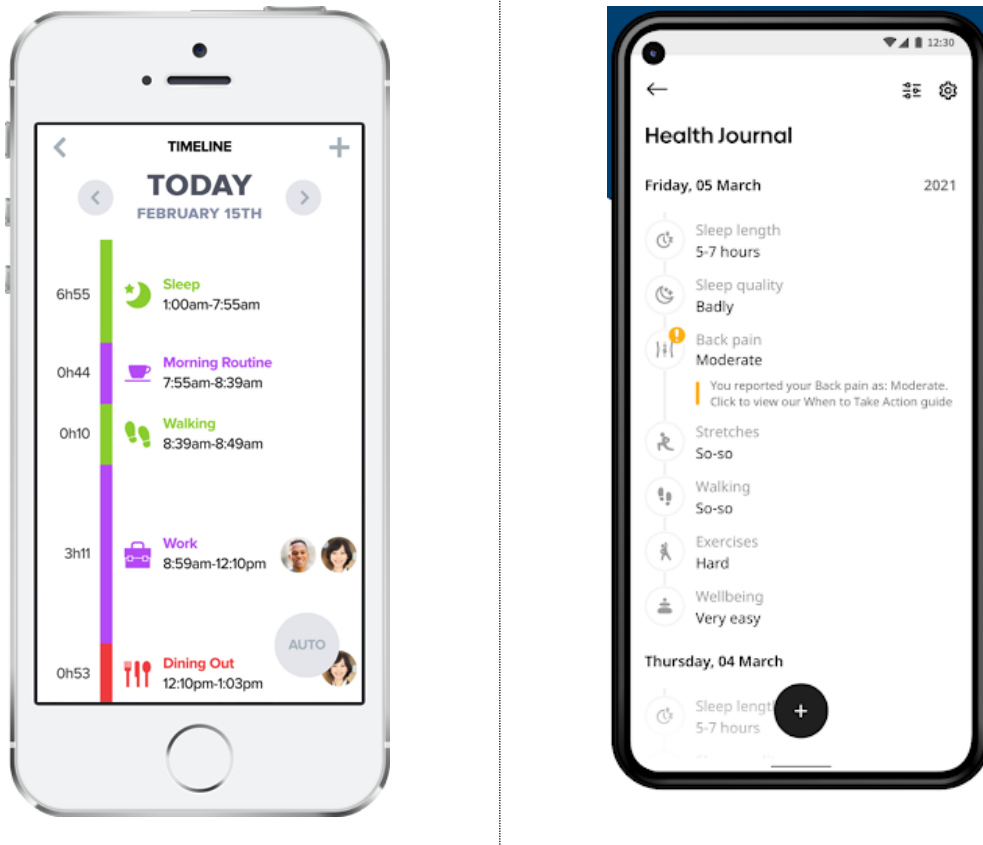 TIMELINE
TODAY
FEBRUARY 15TH
6h55
Sleep
1:00am-7:55am
0h44
Morning Routine
7:55am-8:39am
0h10
Walking
8:39am-8:49am
3h11
Work
8:59am-12:10pm
AUTO
0h53
Dining Out
12:10pm-1:03pm
12:30
Health Journal
Friday, 05 March 2021
Sleep length
5-7 hours
Sleep quality
Badly
Back pain
Moderate
You reported your Back pain as: Moderate.
Click to view our When to Take Action guide
Stretches
So-so
Walking
So-so
Exercises
Hard
Wellbeing
Very easy
Thursday, 04 March
Sleep lengt
5-7 hours